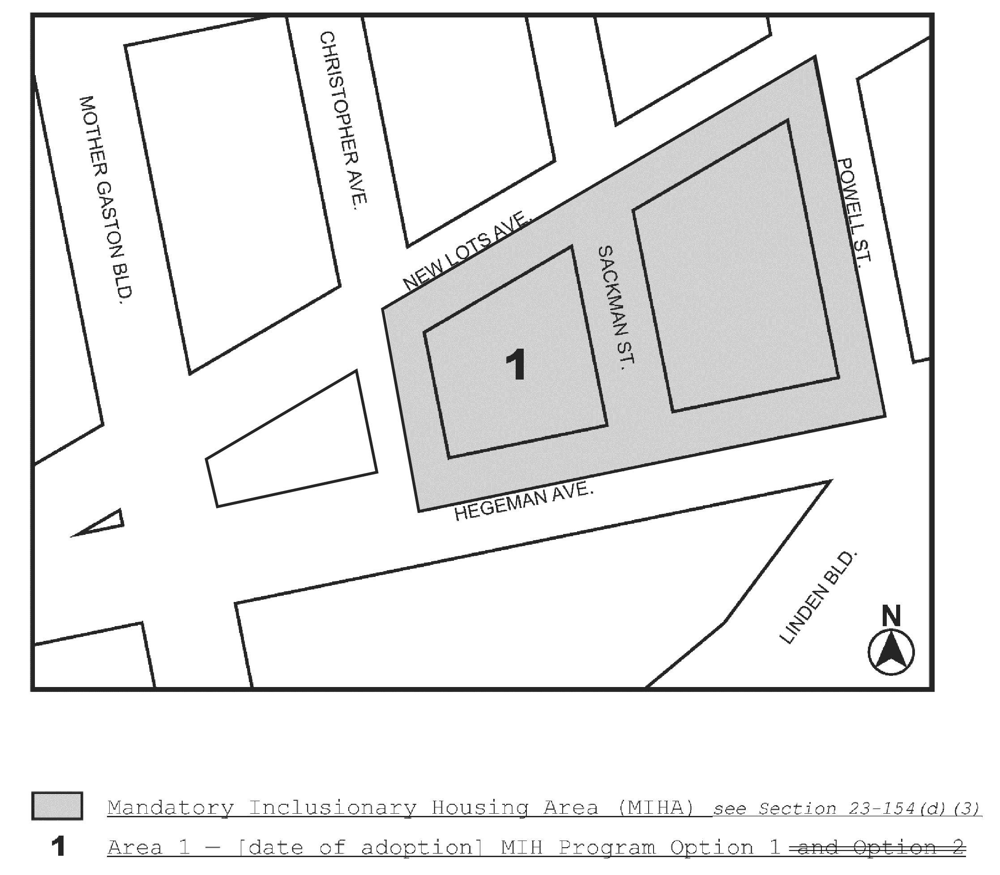 CHRISTOPHER AVE.
MOTHER GASTON BLD.
POWELL ST.
NEW LOTS AVE.
SACKMAN ST.
1
HEGEMAN AVE.
LINDEN BLD.
N
Mandatory Inclusionary Housing Area (MIHA) see Section 23-154(d)(3)
1 Area 1 — [date of adoption] MIH Program Option 1 and Option 2